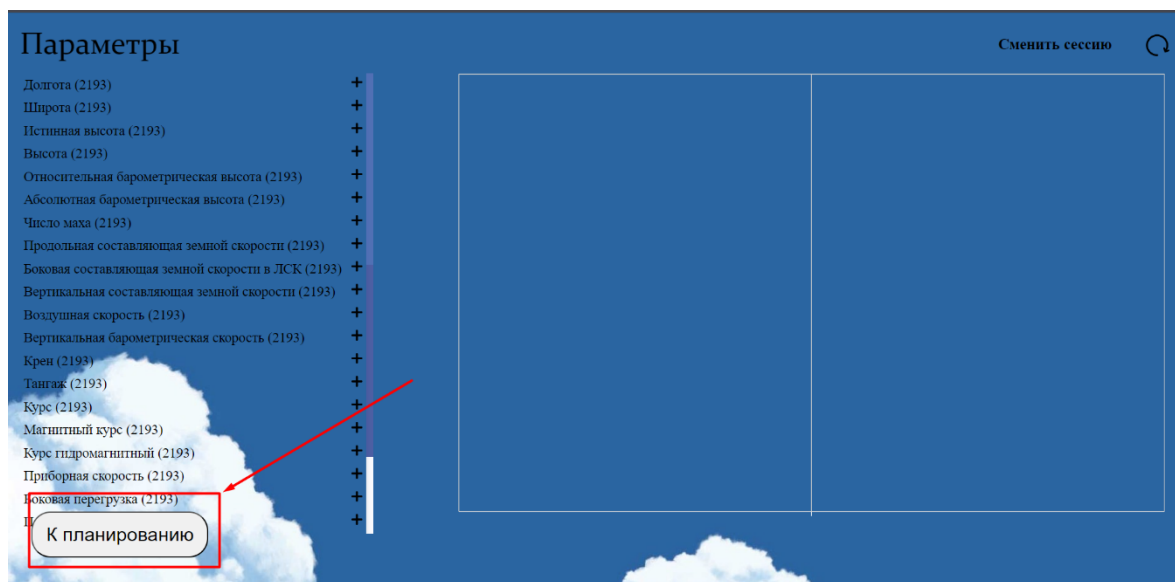 Параметры
Сменить сессию
Долгота (2193)
Широта (2193)
Истинная высота (2193)
Высота (2193)
Относительная барометрическая высота (2193)
Абсолютная барометрическая высота (2193)
Число маха (2193)
Продольная составляющая земной скорости (2193)
Боковая составляющая земной скорости в ЛСК (2193)
Вертикальная составляющая земной скорости (2193)
Воздушная скорость (2193)
Вертикальная барометрическая скорость (2193)
Крен (2193)
Тангаж (2193)
Курс (2193)
Магнитный курс (2193)
Курс гидромагнитный (2193)
Приборная скорость (2193)
Боковая перегрузка (2193)
К планированию